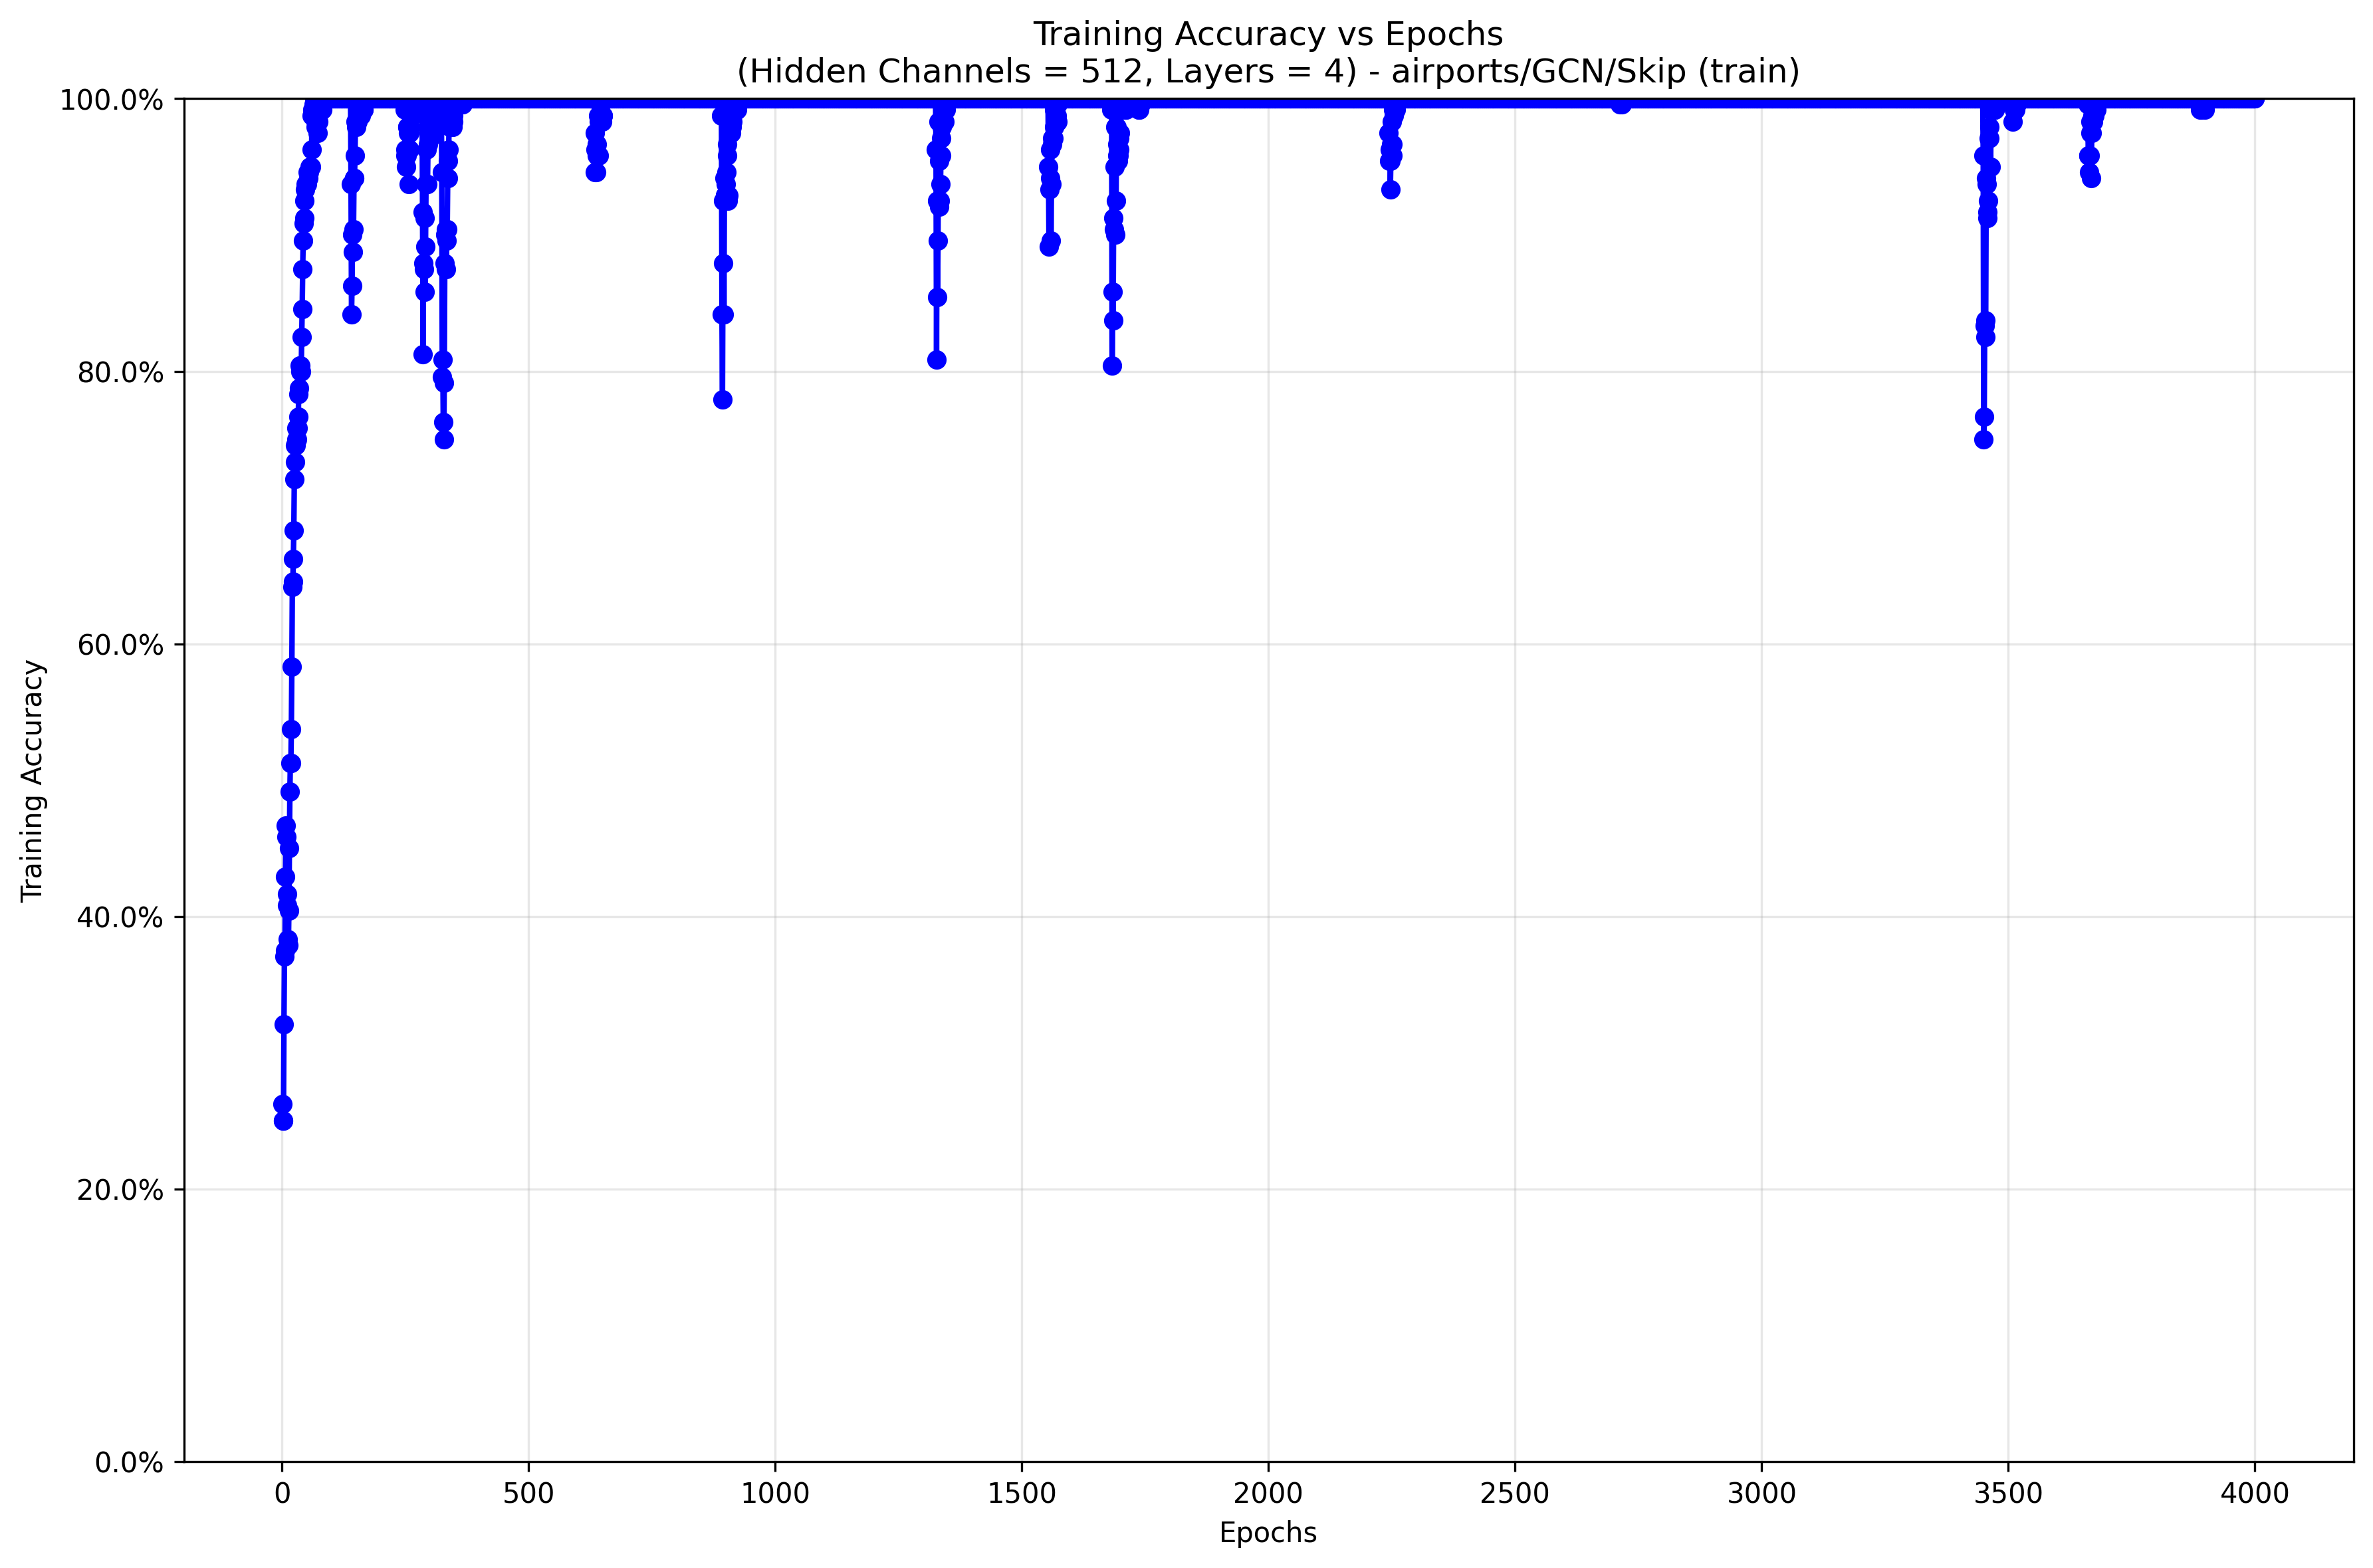 Training Accuracy vs Epochs
(Hidden Channels = 512, Layers = 4) - airports/GCN/Skip (train)
Training Accuracy
100.0%
80.0%
60.0%
40.0%
20.0%
0.0%
0 500 1000 1500 2000 2500 3000 3500 4000
Epochs